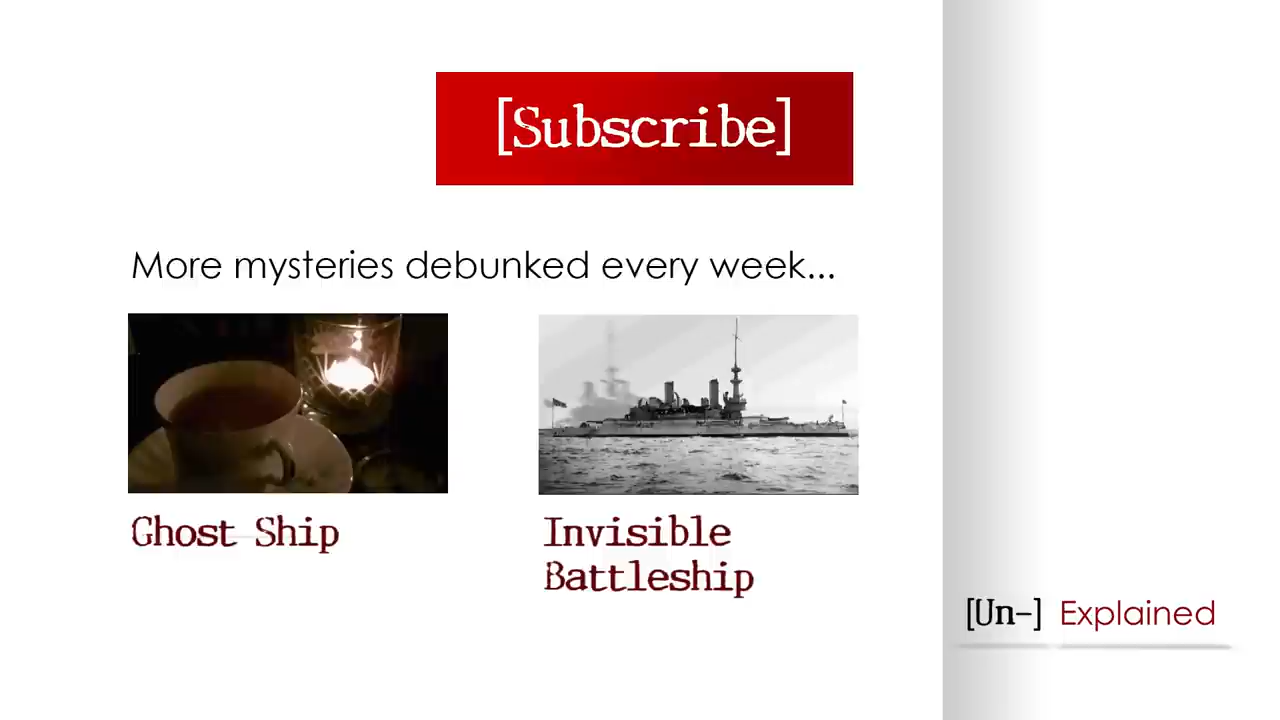 [Subscribe]
More mysteries debunked every week...
Ghost Ship
Invisible
Battleship
[Un-] Explained